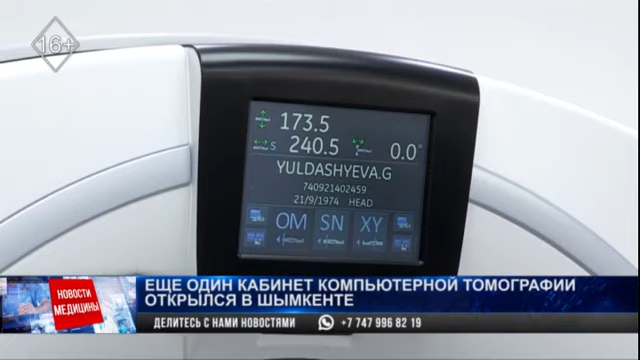 16+
173.5
S 240.5 0.0°
YULDASHYEVA.G
740921402459
21/9/1974 HEAD
OM SN XY
НОВОСТИ
МЕДИЦИНЫ
ЕЩЕ ОДИН КАБИНЕТ КОМПЬЮТЕРНОЙ ТОМОГРАФИИ
ОТКРЫЛСЯ В ШЫМКЕНТЕ
ДЕЛИТЕСЬ С НАМИ НОВОСТЯМИ +7 747 996 82 19